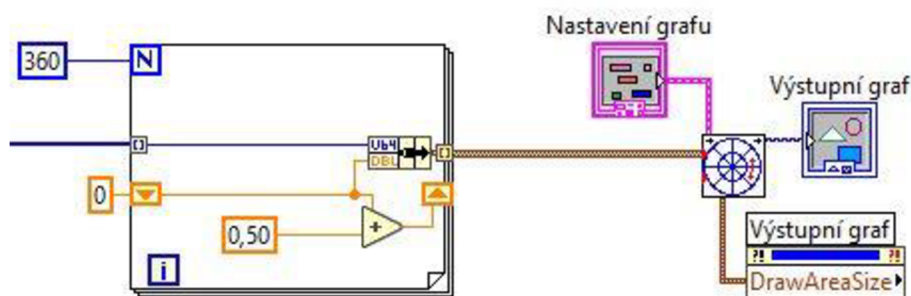 Nastavení grafu
360
N
Výstupní graf
U64
DBL
0
0,50
+
i
Výstupní graf
?! ?!
DrawAreaSize